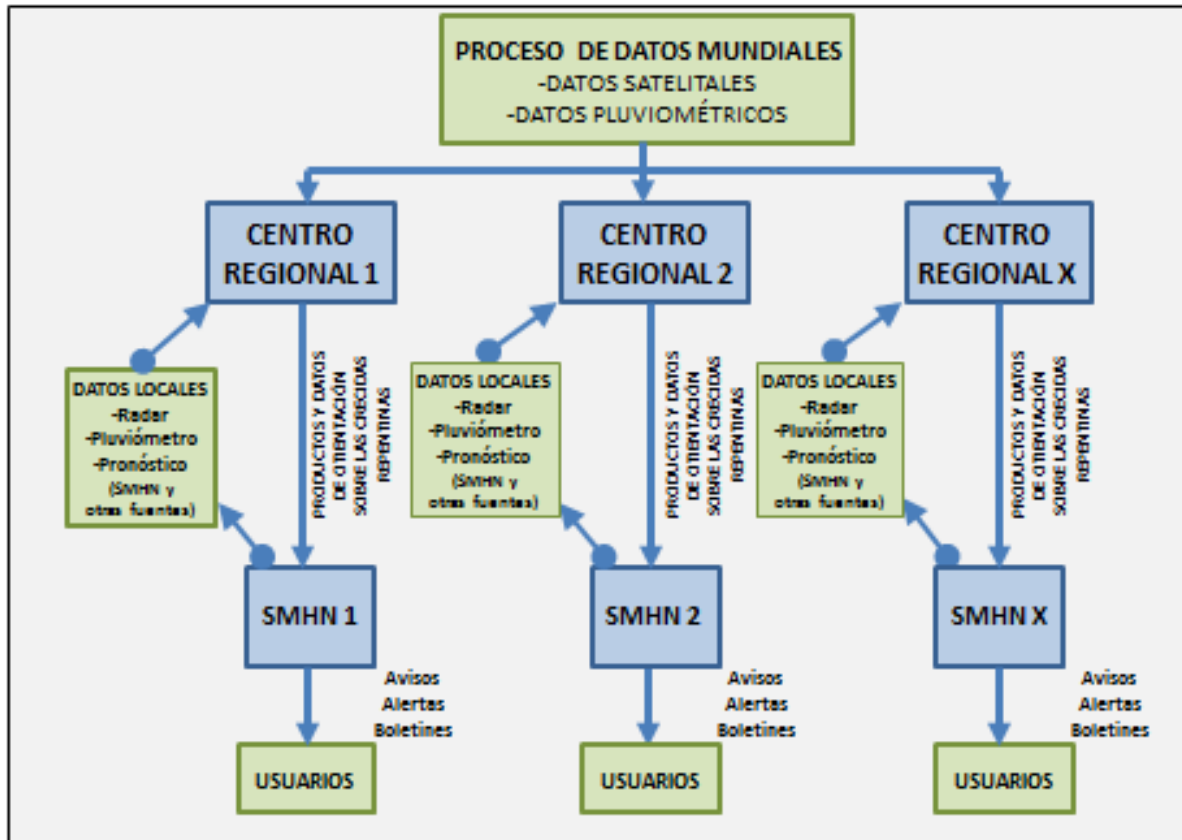 PROCESO DE DATOS MUNDIALES
-DATOS SATELITALES
-DATOS PLUVIOMÉTRICOS
CENTRO
REGIONAL 1
CENTRO
REGIONAL 2
CENTRO
REGIONAL X
DATOS LOCALES
-Radar
-Pluviómetro
-Pronóstico
(SMHN y
otras fuentes)
PRODUCTOS Y DATOS
DE OTIENTACIÓN
SOBRE LAS CRECIDAS
REPENTINAS
DATOS LOCALES
-Radar
-Pluviómetro
-Pronóstico
(SMHN y
otras fuentes)
PRODUCTOS Y DATOS
DE OTIENTACIÓN
SOBRE LAS CRECIDAS
REPENTINAS
DATOS LOCALES
-Radar
-Pluviómetro
-Pronóstico
(SMHN y
otras fuentes)
PRODUCTOS Y DATOS
DE OTIENTACIÓN
SOBRE LAS CRECIDAS
REPENTINAS
SMHN 1
SMHN 2
SMHN X
Avisos
Alertas
Boletines
Avisos
Alertas
Boletines
Avisos
Alertas
Boletines
USUARIOS
USUARIOS
USUARIOS